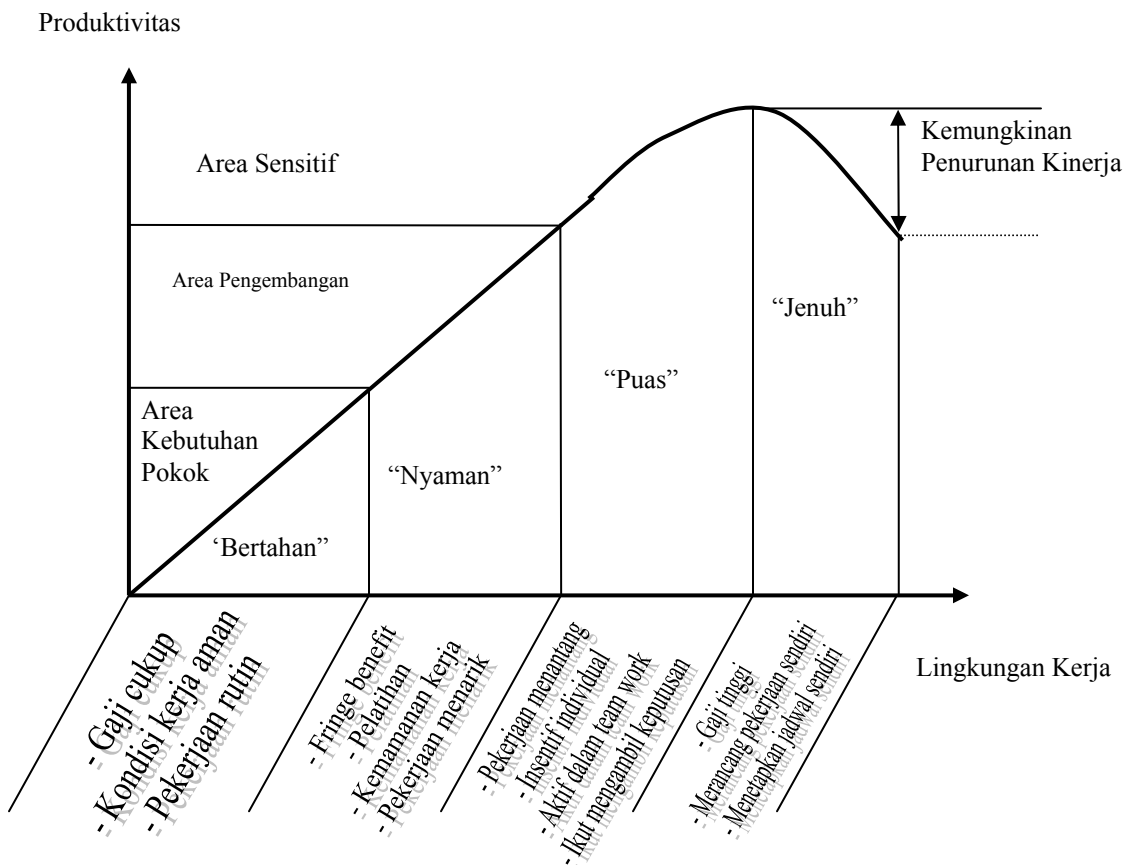 Produktivitas
Area Sensitif
Kemungkinan
Penurunan Kinerja
Area Pengembangan
“Jenuh”
“Puas”
Area
Kebutuhan
Pokok
“Nyaman”
‘Bertahan”
Lingkungan Kerja
- Gaji cukup
- Kondisi kerja aman
- Pekerjaan rutin
- Fringe benefit
- Pelatihan
- Kemamanan kerja
- Pekerjaan menarik
- Pekerjaan menantang
- Insentif individual
- Aktif dalam team work
- Ikut mengambil keputusan
- Gaji tinggi
- Merancang pekerjaan sendiri
- Menetapkan jadwal sendiri